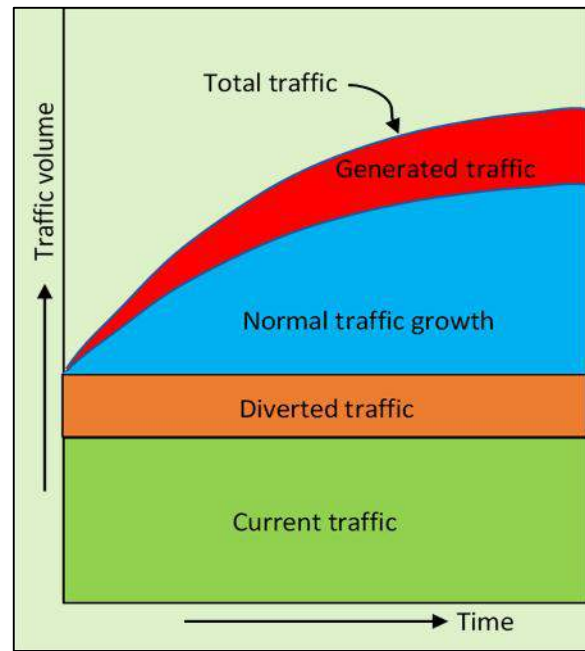 Total traffic
Generated traffic
Traffic volume
Normal traffic growth
Diverted traffic
Current traffic
Time